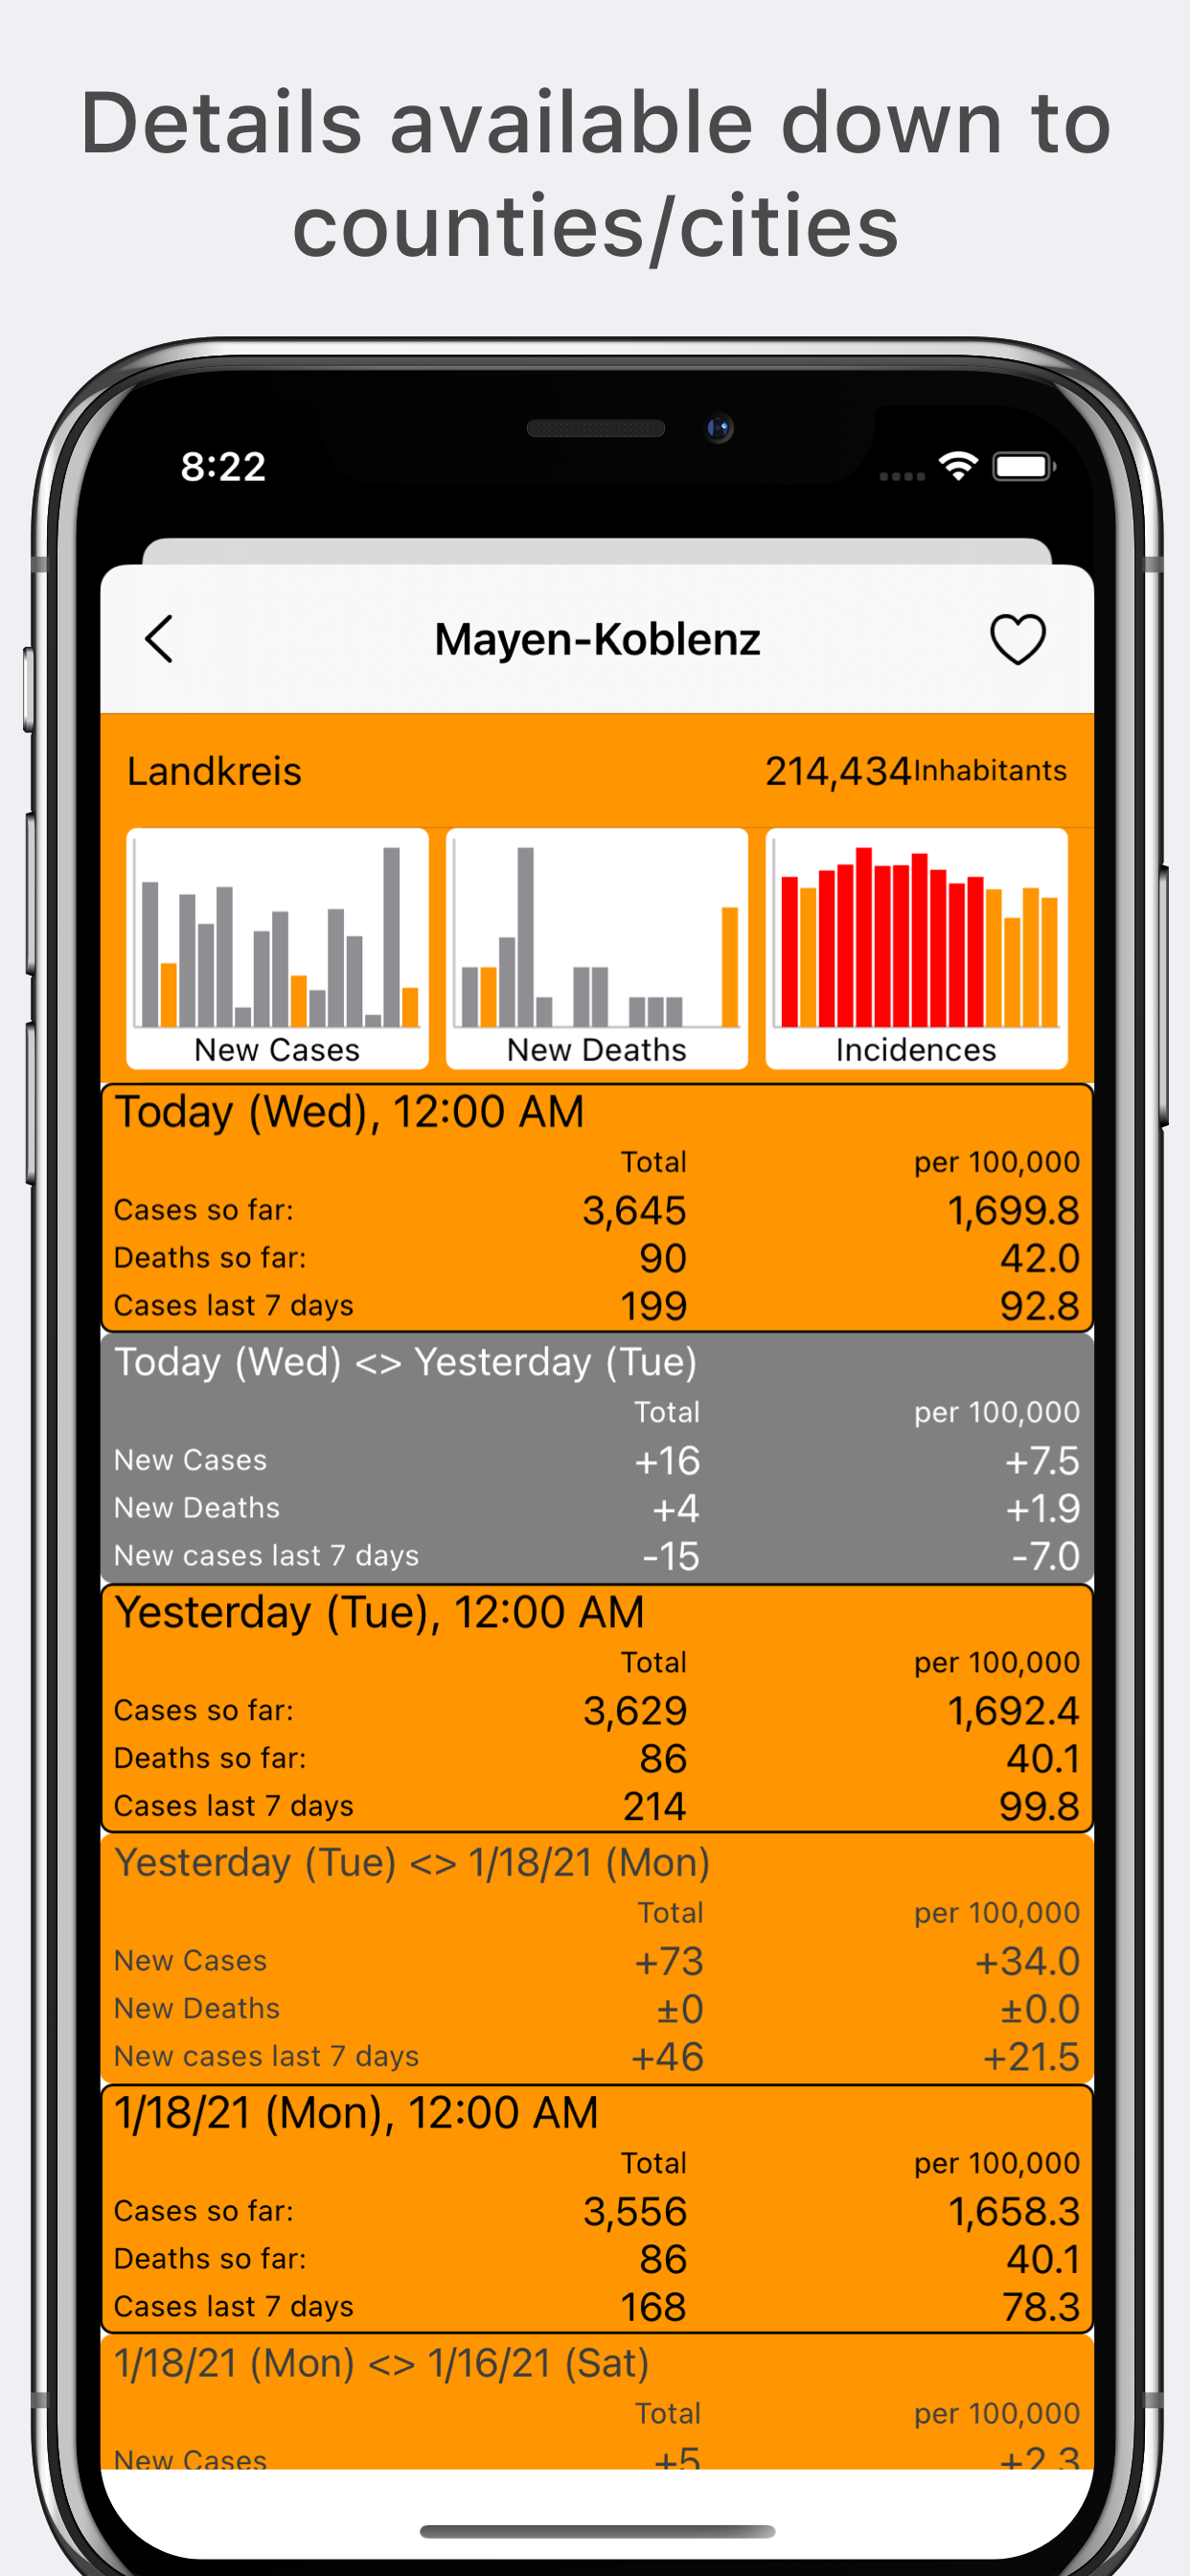 Details available down to
counties/cities
8:22
Mayen-Koblenz
Landkreis 214,434Inhabitants
New Cases New Deaths Incidences
Today (Wed), 12:00 AM
Total per 100,000
Cases so far: 3,645 1,699.8
Deaths so far: 90 42.0
Cases last 7 days 199 92.8
Today (Wed) <> Yesterday (Tue)
Total per 100,000
New Cases +16 +7.5
New Deaths +4 +1.9
New cases last 7 days -15 -7.0
Yesterday (Tue), 12:00 AM
Total per 100,000
Cases so far: 3,629 1,692.4
Deaths so far: 86 40.1
Cases last 7 days 214 99.8
Yesterday (Tue) <> 1/18/21 (Mon)
Total per 100,000
New Cases +73 +34.0
New Deaths ±0 ±0.0
New cases last 7 days +46 +21.5
1/18/21 (Mon), 12:00 AM
Total per 100,000
Cases so far: 3,556 1,658.3
Deaths so far: 86 40.1
Cases last 7 days 168 78.3
1/18/21 (Mon) <> 1/16/21 (Sat)
Total per 100,000
New Cases +5 +2.3